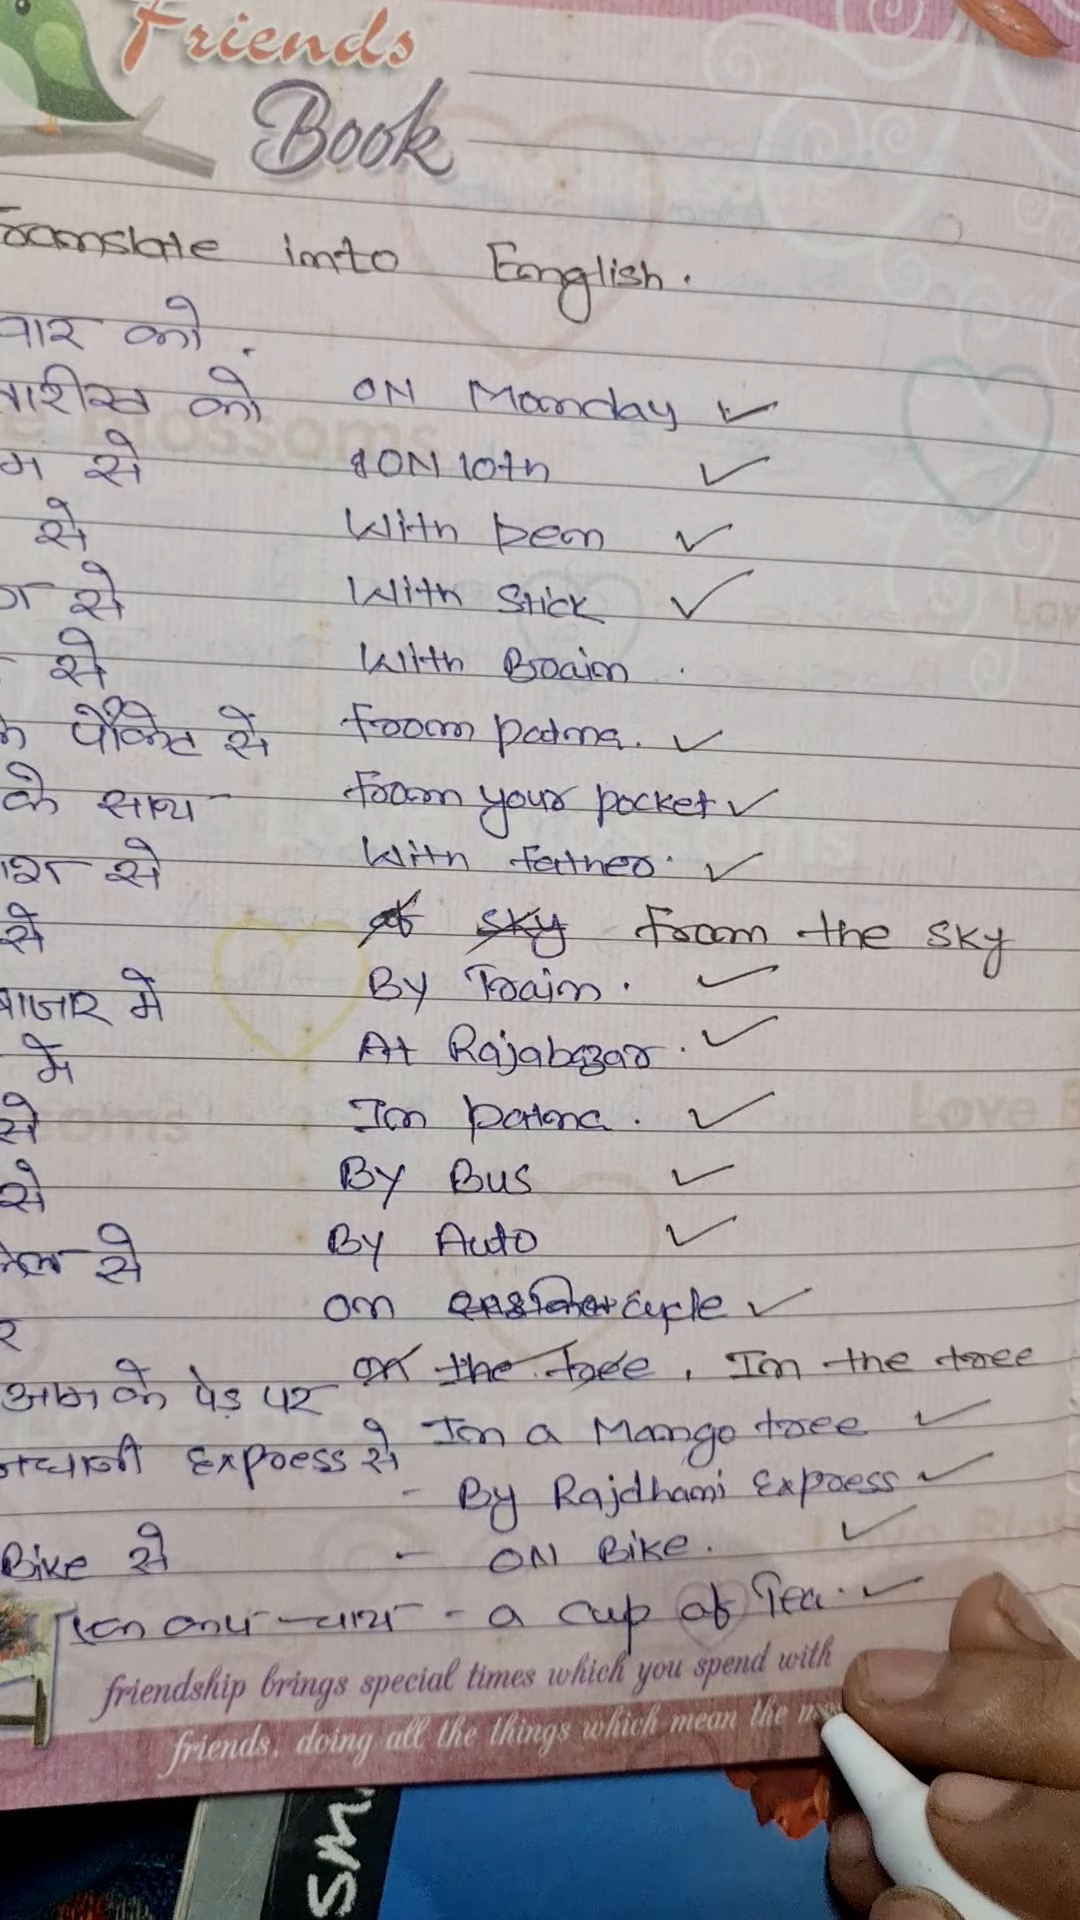 Friends
Book
Translate into English.
वार को
तारीख को ON Monday
म से ON 10th
से With pen
से With Stick
से With Brain
के पॉकेट से From patna.
के साथ From your pocket
से With father.
से From the sky
बाजार में By Train.
में At Rajabazar.
से In patna.
से By Bus
से By Auto
on cycle
on the tree, In the tree
आम के पेड़ पर In a Mango tree
Express से - By Rajdhani Express
Bike से - ON Bike.
एक कप चाय - a cup of Tea.
friendship brings special times which you spend with
friends, doing all the things which mean the
SM